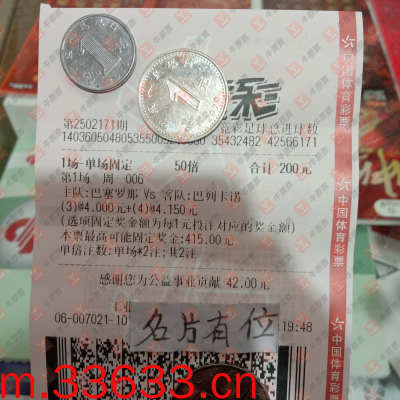 1
1
彩
第2502171期 竞彩足球总进球数
35432482 42566171
1场-单场固定 50倍 合计 200元
第1场 周一006
主队:巴塞罗那 Vs 客队:巴列卡诺
(3)@4.000元+(4)@4.150元
(选项固定奖金额为每1元投注对应的奖金额)
本票最高可能固定奖金:415.00元
单倍注数:单场*2注;共2注
感谢您为公益事业贡献 42.00元
06-007021-10
19:48
名片有位
m.33633.cn
中国体育彩票
中国体育彩票